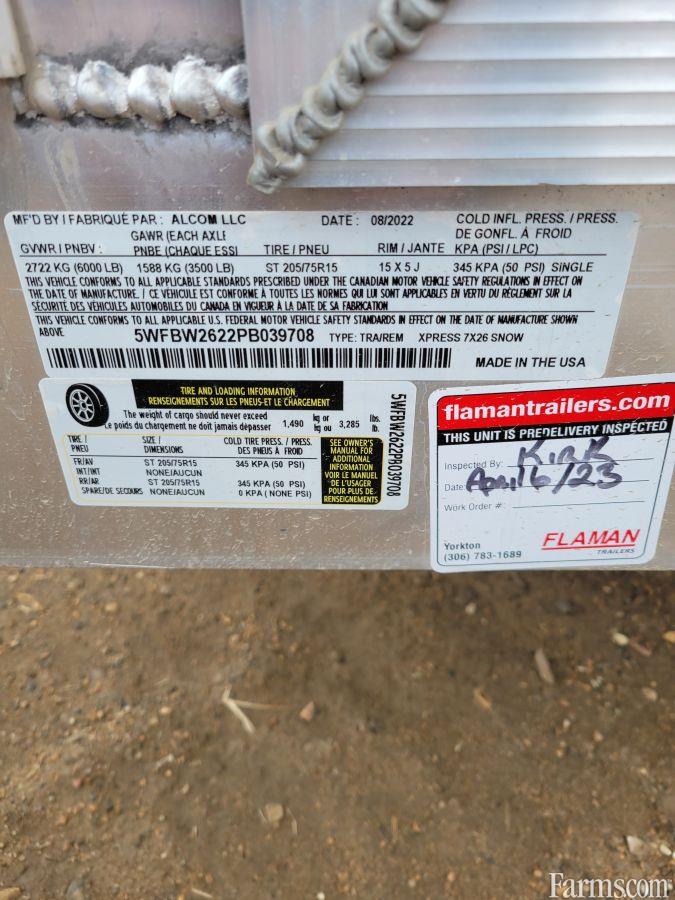 MF'D BY / FABRIQUÉ PAR : ALCOM LLC DATE : 08/2022 COLD INFL. PRESS. / PRESS.
DE GONFL. À FROID
GVWR / PNBV : GAWR (EACH AXLE
PNBE (CHAQUE ESSI TIRE / PNEU RIM / JANTE KPA (PSI / LPC)
2722 KG (6000 LB) 1588 KG (3500 LB) ST 205/75R15 15 X 5 J 345 KPA (50 PSI) SINGLE
THIS VEHICLE CONFORMS TO ALL APPLICABLE STANDARDS PRESCRIBED UNDER THE CANADIAN MOTOR VEHICLE SAFETY REGULATIONS IN EFFECT ON
THE DATE OF MANUFACTURE. / CE VÉHICULE EST CONFORME À TOUTES LES NORMES QUI LUI SONT APPLICABLES EN VERTU DU RÈGLEMENT SUR LA
SÉCURITÉ DES VÉHICULES AUTOMOBILES DU CANADA EN VIGUEUR A LA DATE DE SA FABRICATION
THIS VEHICLE CONFORMS TO ALL APPLICABLE U.S. FEDERAL MOTOR VEHICLE SAFETY STANDARDS IN EFFECT ON THE DATE OF MANUFACTURE SHOWN
ABOVE
5WFBW2622PB039708 TYPE: TRA/REM XPRESS 7X26 SNOW
MADE IN THE USA
TIRE AND LOADING INFORMATION
RENSEIGNEMENTS SUR LES PNEUS ET LE CHARGEMENT
The weight of cargo should never exceed
Le poids du chargement ne doit jamais dépasser 1,490 kg or
kg ou 3,285 lbs.
lb.
TIRE /
PNEU SIZE /
DIMENSIONS COLD TIRE PRESS. / PRESS.
DES PNEUS À FROID
FR/AV ST 205/75R15 345 KPA (50 PSI)
INT/INT NONE/AUCUN
RR/AR ST 205/75R15 345 KPA (50 PSI)
SPARE/DE SECOURS NONE/AUCUN 0 KPA (NONE PSI)
SEE OWNER'S
MANUAL FOR
ADDITIONAL
INFORMATION
VOIR LE MANUEL
DE L'USAGER
POUR PLUS DE
RENSEIGNEMENTS
5WFBW2622PB039708
flamantrailers.com
THIS UNIT IS PREDELIVERY INSPECTED
Inspected By: Kirk
Date: April 6/23
Work Order #:
Yorkton
(306) 783-1689
FLAMAN
TRAILERS
Farms.com